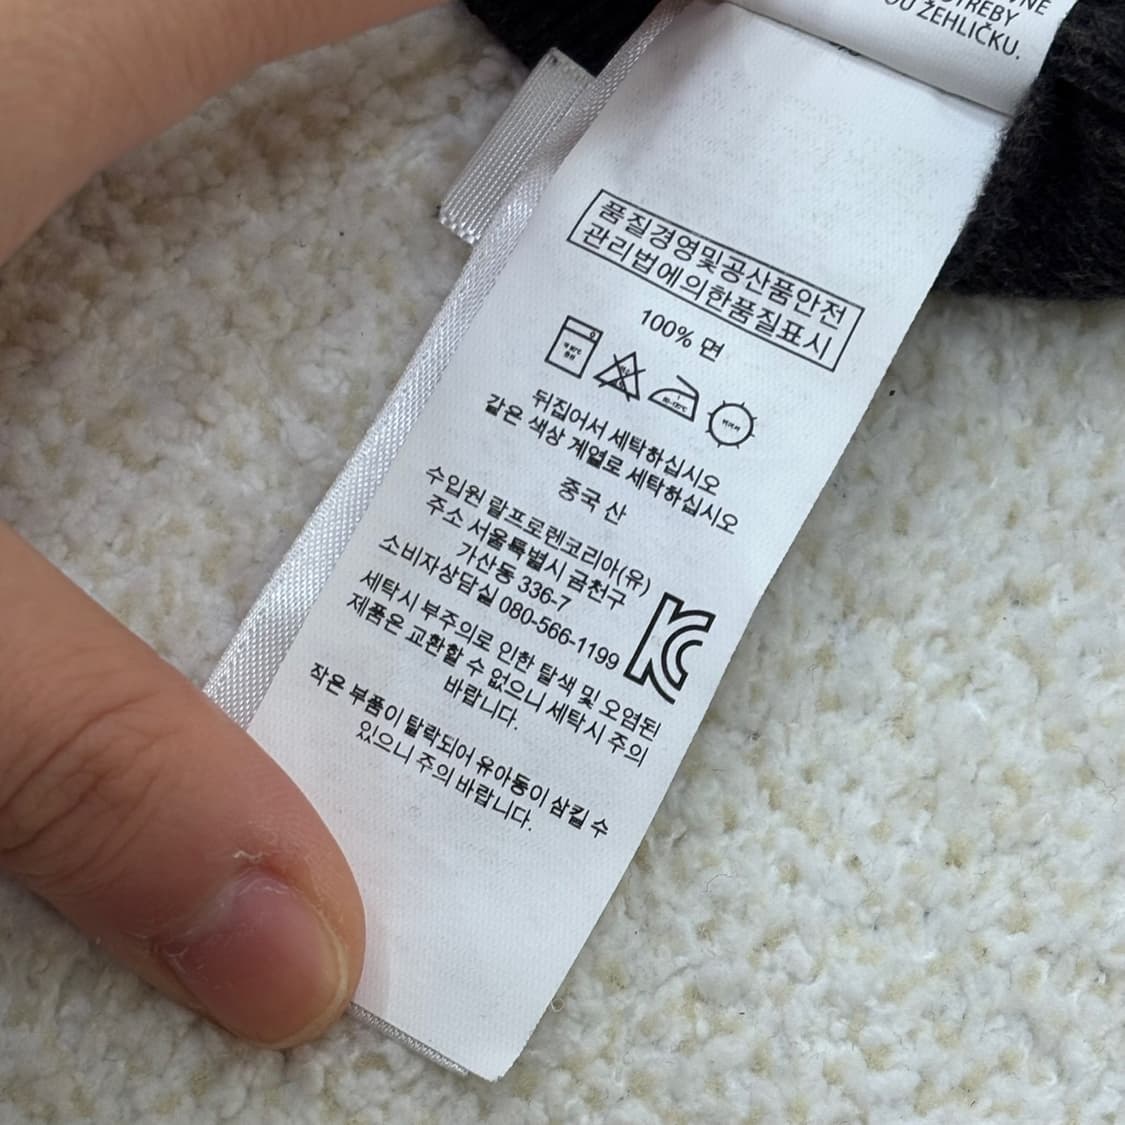 OU ŽEHLIČKU.
품질경영및공산품안전
관리법에의한품질표시
100% 면
뒤집어서 세탁하십시오
같은 색상 계열로 세탁하십시오
중국 산
수입원 랄프로렌코리아(유)
주소 서울특별시 금천구
가산동 336-7
소비자상담실 080-566-1199
KC
세탁시 부주의로 인한 탈색 및 오염된
제품은 교환할 수 없으니 세탁시 주의
바랍니다.
작은 부품이 탈락되어 유아동이 삼킬 수
있으니 주의 바랍니다.